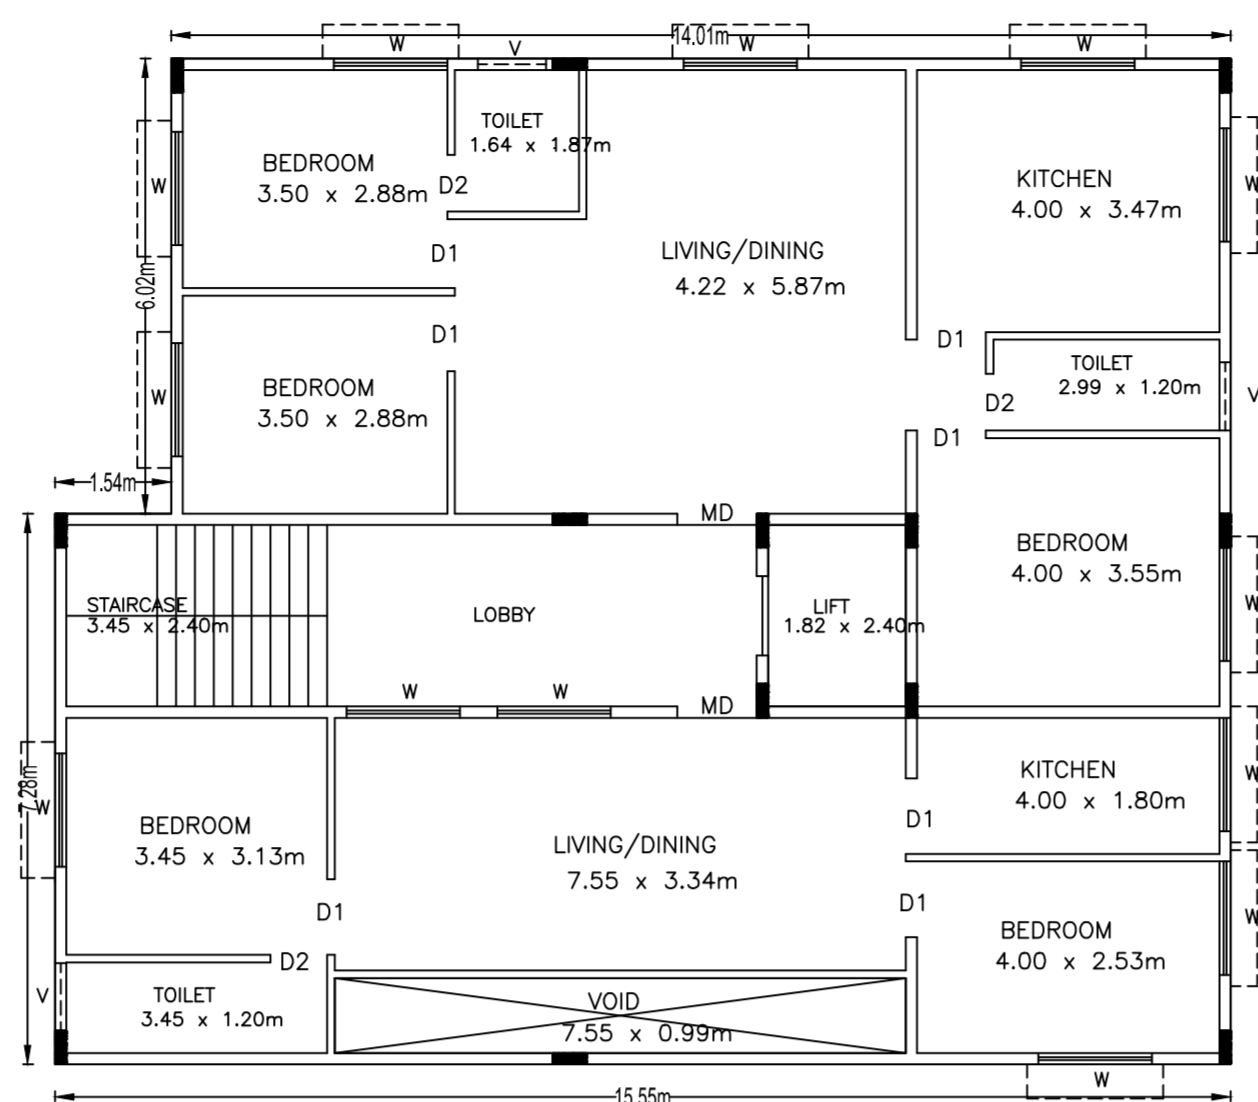 14.01m
W
V
W
W
TOILET
1.64 x 1.87m
BEDROOM
3.50 x 2.88m
D2
W
KITCHEN
4.00 x 3.47m
W
D1
LIVING/DINING
4.22 x 5.87m
6.02m
D1
D1
TOILET
2.99 x 1.20m
V
BEDROOM
3.50 x 2.88m
W
D2
D1
1.54m
MD
BEDROOM
4.00 x 3.55m
STAIRCASE
3.45 x 2.40m
LOBBY
LIFT
1.82 x 2.40m
W
W
W
MD
KITCHEN
4.00 x 1.80m
W
7.28m
W
BEDROOM
3.45 x 3.13m
D1
LIVING/DINING
7.55 x 3.34m
D1
D1
W
BEDROOM
4.00 x 2.53m
D2
V
TOILET
3.45 x 1.20m
VOID
7.55 x 0.99m
W
15.55m